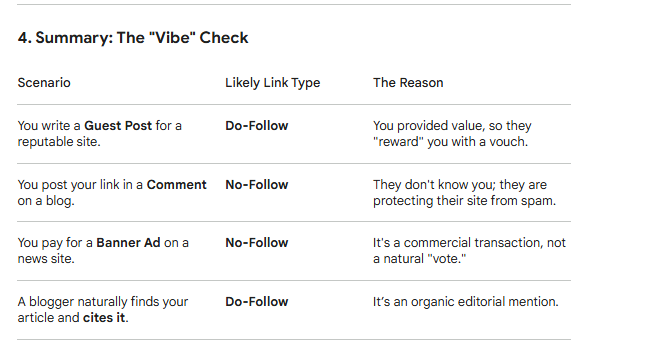 4. Summary: The "Vibe" Check
Scenario Likely Link Type The Reason
You write a Guest Post for a reputable site. Do-Follow You provided value, so they "reward" you with a vouch.
You post your link in a Comment on a blog. No-Follow They don't know you; they are protecting their site from spam.
You pay for a Banner Ad on a news site. No-Follow It's a commercial transaction, not a natural "vote."
A blogger naturally finds your article and cites it. Do-Follow It’s an organic editorial mention.